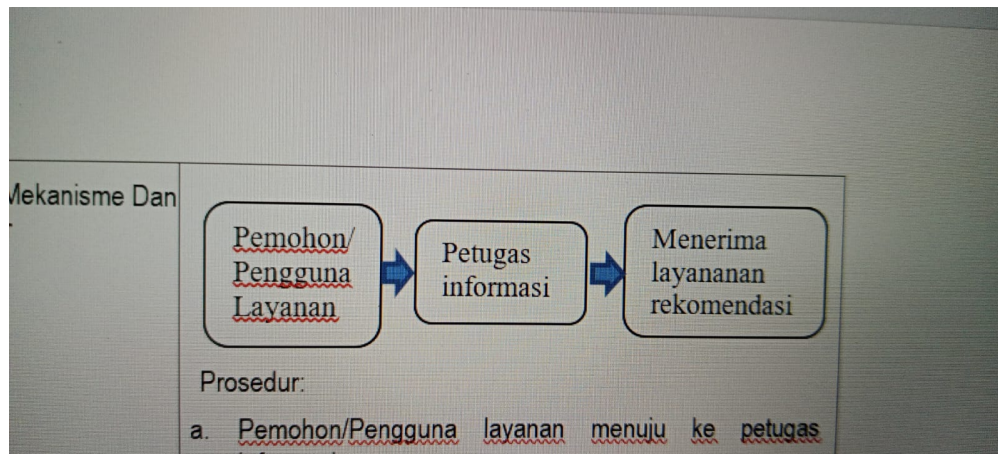 Mekanisme Dan
Pemohon/
Pengguna
Layanan
Petugas
informasi
Menerima
layananan
rekomendasi
Prosedur:
a. Pemohon/Pengguna layanan menuju ke petugas